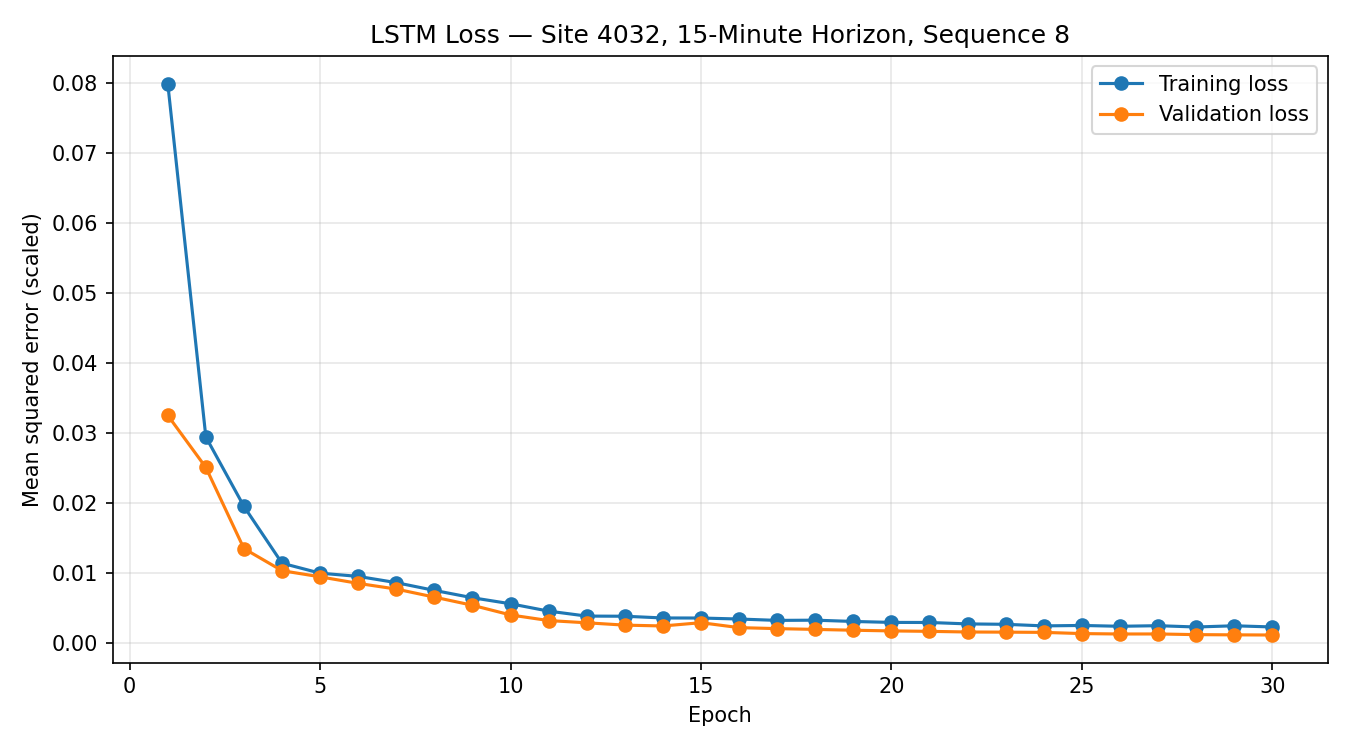 LSTM Loss — Site 4032, 15-Minute Horizon, Sequence 8
Training loss
Validation loss
Mean squared error (scaled)
0.08
0.07
0.06
0.05
0.04
0.03
0.02
0.01
0.00
0 5 10 15 20 25 30
Epoch